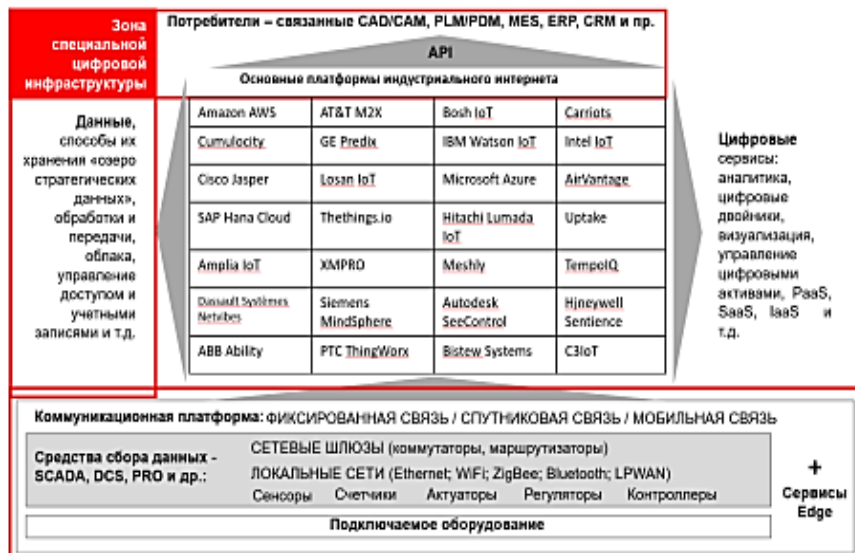 Зона
специальной
цифровой
инфраструктуры
Потребители – связанные CAD/CAM, PLM/PDM, MES, ERP, CRM и пр.
API
Основные платформы индустриального интернета
Данные,
способы их
хранения «озеро
стратегических
данных»,
обработки и
передачи,
облака,
управление
доступом и
учетными
записями и т.д.
Amazon AWS
AT&T M2X
Bosh IoT
Carriots
Cumulocity
GE Predix
IBM Watson IoT
Intel IoT
Cisco Jasper
Losan IoT
Microsoft Azure
AirVantage
SAP Hana Cloud
Thethings.io
Hitachi Lumada
IoT
Uptake
Amplia IoT
XMPRO
Meshly
TempoIQ
Dassault Systèmes
Netvibes
Siemens
MindSphere
Autodesk
SeeControl
Hjneywell
Sentience
ABB Ability
PTC ThingWorx
Bistew Systems
C3IoT
Цифровые
сервисы:
аналитика,
цифровые
двойники,
визуализация,
управление
цифровыми
активами, PaaS,
SaaS, IaaS и
т.д.
Коммуникационная платформа: ФИКСИРОВАННАЯ СВЯЗЬ / СПУТНИКОВАЯ СВЯЗЬ / МОБИЛЬНАЯ СВЯЗЬ
Средства сбора данных -
SCADA, DCS, PRO и др.:
СЕТЕВЫЕ ШЛЮЗЫ (коммутаторы, маршрутизаторы)
ЛОКАЛЬНЫЕ СЕТИ (Ethernet; WiFi; ZigBee; Bluetooth; LPWAN)
Сенсоры Счетчики Актуаторы Регуляторы Контроллеры
Подключаемое оборудование
+
Сервисы
Edge